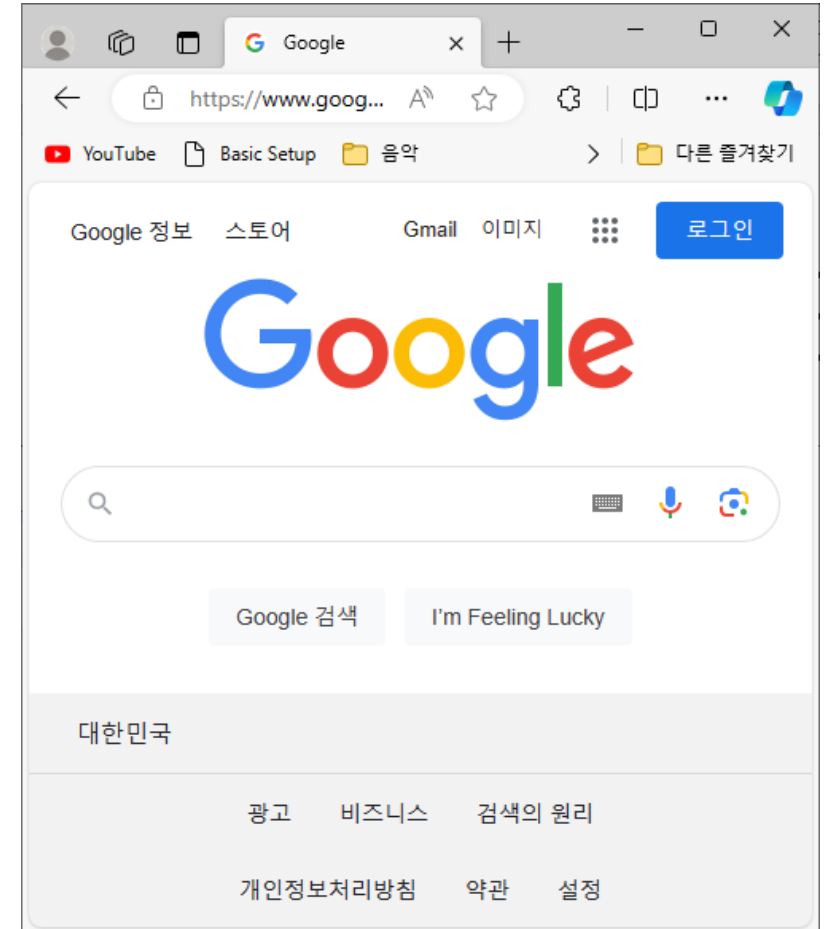 Google
https://www.goog...
YouTube Basic Setup 음악 다른 즐겨찾기
Google 정보 스토어 Gmail 이미지 로그인
Google
Google 검색 I'm Feeling Lucky
대한민국
광고 비즈니스 검색의 원리
개인정보처리방침 약관 설정